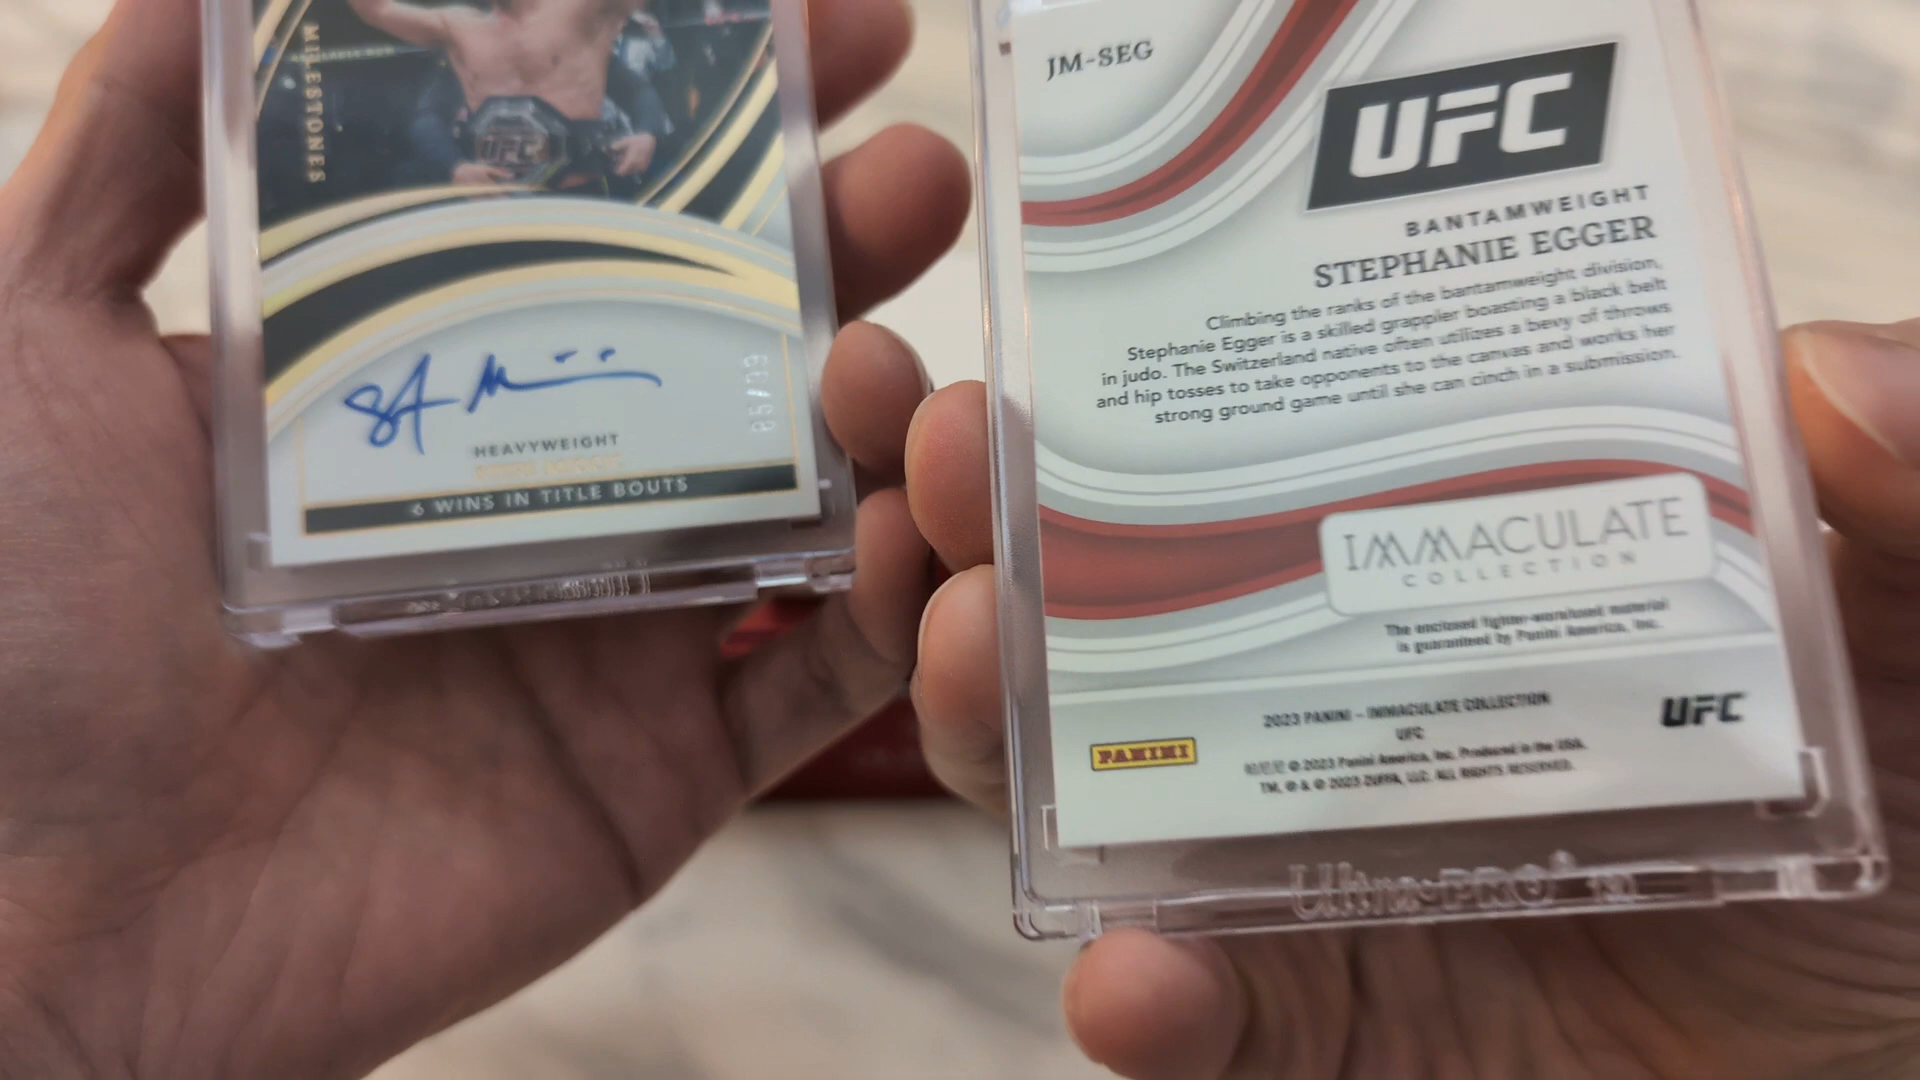 MILESTONES
UFC
HEAVYWEIGHT
6 WINS IN TITLE BOUTS
JM-SEG
UFC
BANTAMWEIGHT
STEPHANIE EGGER
Climbing the ranks of the bantamweight division,
Stephanie Egger is a skilled grappler boasting a black belt
in judo. The Switzerland native often utilizes a bevy of throws
and hip tosses to take opponents to the canvas and works her
strong ground game until she can cinch in a submission.
IMMACULATE
COLLECTION
The enclosed fighter-worn/used material
is guaranteed by Panini America, Inc.
2023 PANINI – IMMACULATE COLLECTION
UFC
© 2023 Panini America, Inc. Produced in the USA.
TM, ® & © 2023 ZUFFA, LLC. ALL RIGHTS RESERVED.
PANINI
UFC
Ultra•PRO®